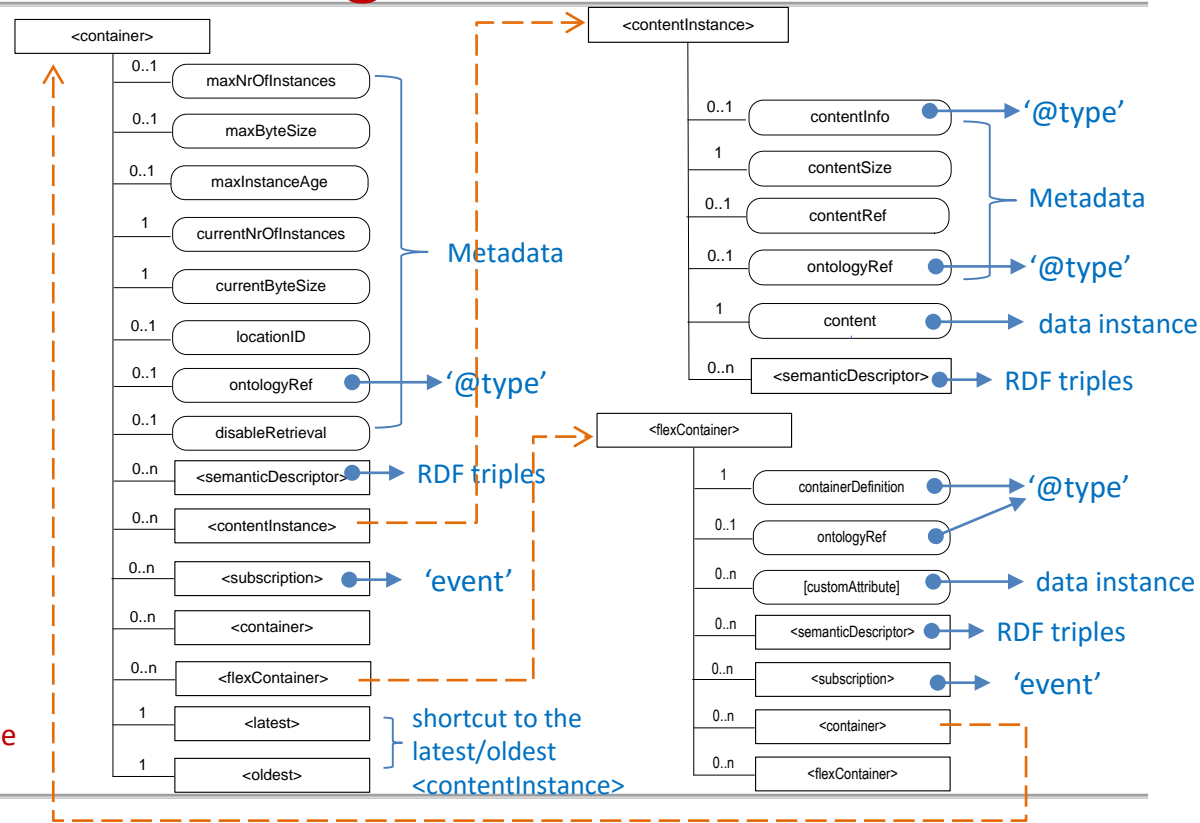 <container>
0..1
maxNrOfInstances
0..1
maxByteSize
0..1
maxInstanceAge
1
currentNrOfInstances
Metadata
1
currentByteSize
0..1
locationID
0..1
ontologyRef
'@type'
0..1
disableRetrieval
0..n
<semanticDescriptor>
RDF triples
0..n
<contentInstance>
0..n
<subscription>
'event'
0..n
<container>
0..n
<flexContainer>
1
<latest>
shortcut to the
latest/oldest
<contentInstance>
1
<oldest>
e
<contentInstance>
0..1
contentInfo
'@type'
1
contentSize
Metadata
0..1
contentRef
0..1
ontologyRef
'@type'
1
content
data instance
0..n
<semanticDescriptor>
RDF triples
<flexContainer>
1
containerDefinition
'@type'
0..1
ontologyRef
0..n
[customAttribute]
data instance
0..n
<semanticDescriptor>
RDF triples
0..n
<subscription>
'event'
0..n
<container>
0..n
<flexContainer>